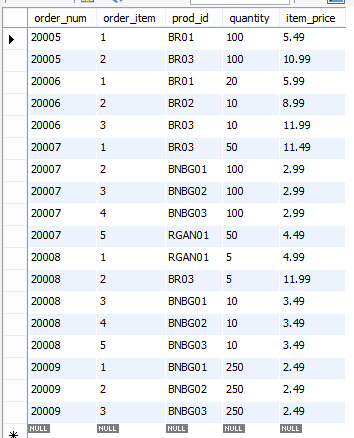 order_num order_item prod_id quantity item_price
20005 1 BR01 100 5.49
20005 2 BR03 100 10.99
20006 1 BR01 20 5.99
20006 2 BR02 10 8.99
20006 3 BR03 10 11.99
20007 1 BR03 50 11.49
20007 2 BNBG01 100 2.99
20007 3 BNBG02 100 2.99
20007 4 BNBG03 100 2.99
20007 5 RGAN01 50 4.49
20008 1 RGAN01 5 4.99
20008 2 BR03 5 11.99
20008 3 BNBG01 10 3.49
20008 4 BNBG02 10 3.49
20008 5 BNBG03 10 3.49
20009 1 BNBG01 250 2.49
20009 2 BNBG02 250 2.49
20009 3 BNBG03 250 2.49
NULL NULL NULL NULL NULL